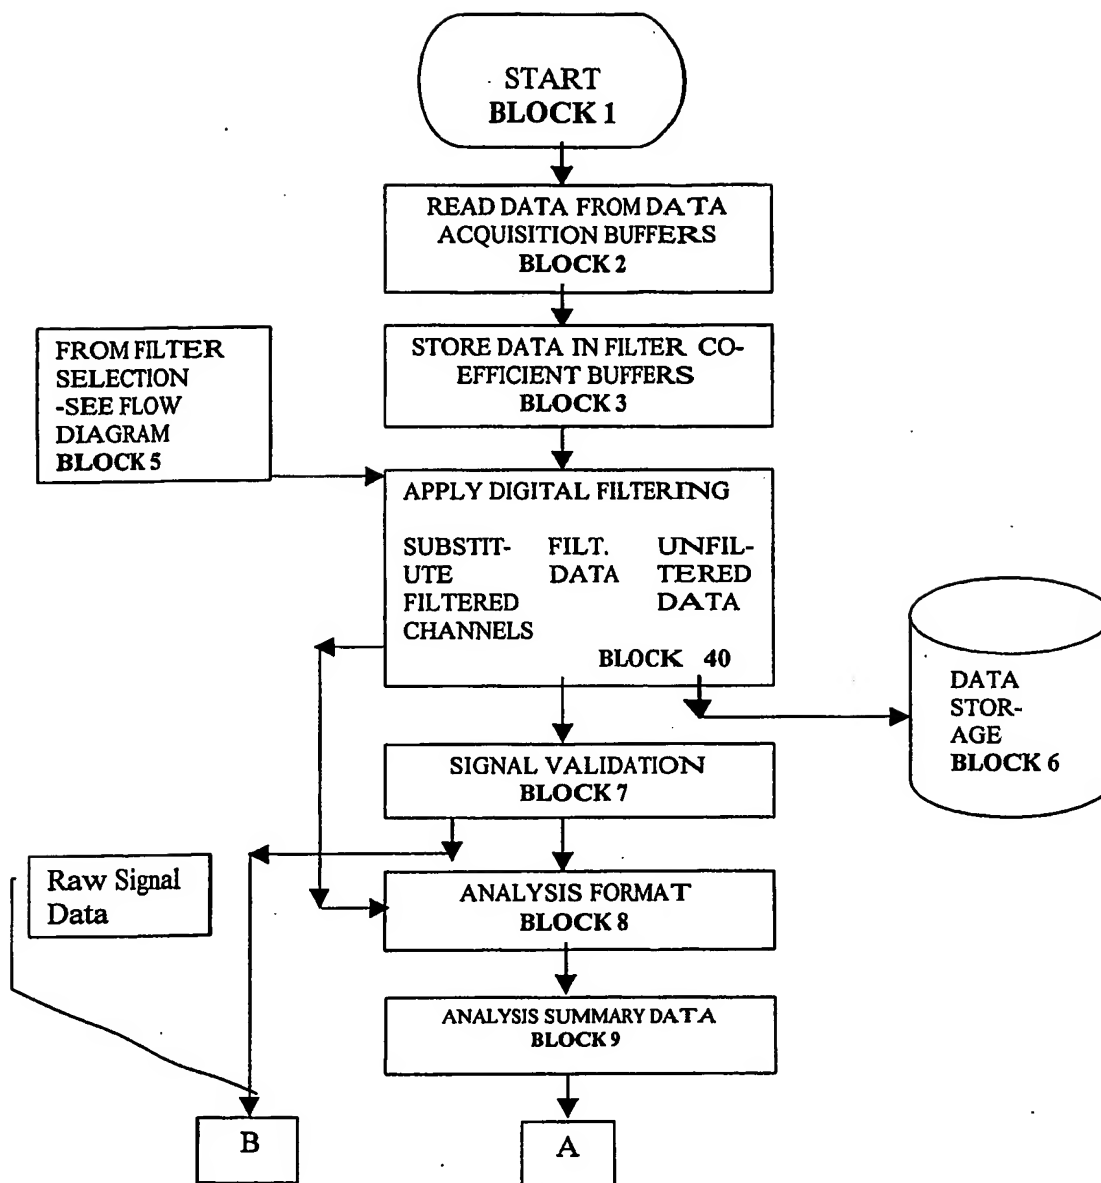 START
BLOCK 1
READ DATA FROM DATA
ACQUISITION BUFFERS
BLOCK 2
STORE DATA IN FILTER CO-
EFFICIENT BUFFERS
BLOCK 3
FROM FILTER
SELECTION
-SEE FLOW
DIAGRAM
BLOCK 5
APPLY DIGITAL FILTERING
SUBSTIT-
UTE
FILTERED
CHANNELS
FILT.
DATA
UNFIL-
TERED
DATA
BLOCK 40
DATA
STOR-
AGE
BLOCK 6
SIGNAL VALIDATION
BLOCK 7
Raw Signal
Data
ANALYSIS FORMAT
BLOCK 8
ANALYSIS SUMMARY DATA
BLOCK 9
B
A